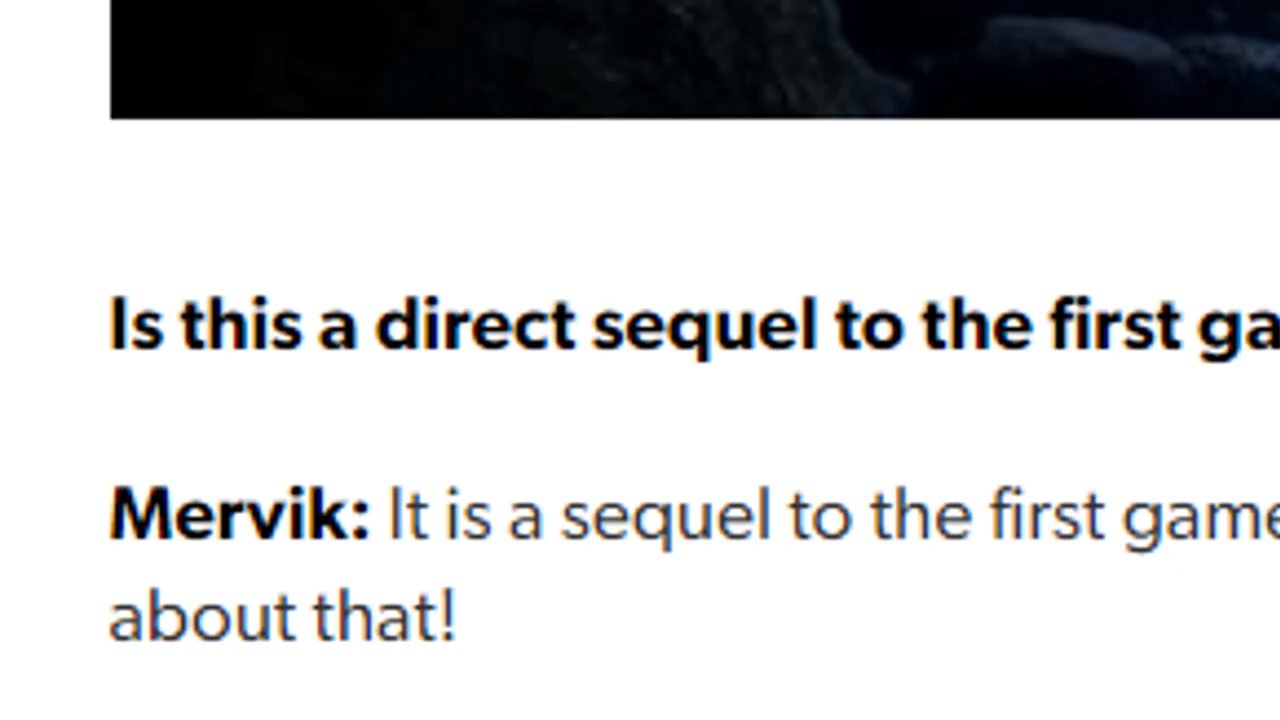 Is this a direct sequel to the first ga
Mervik: It is a sequel to the first game
about that!